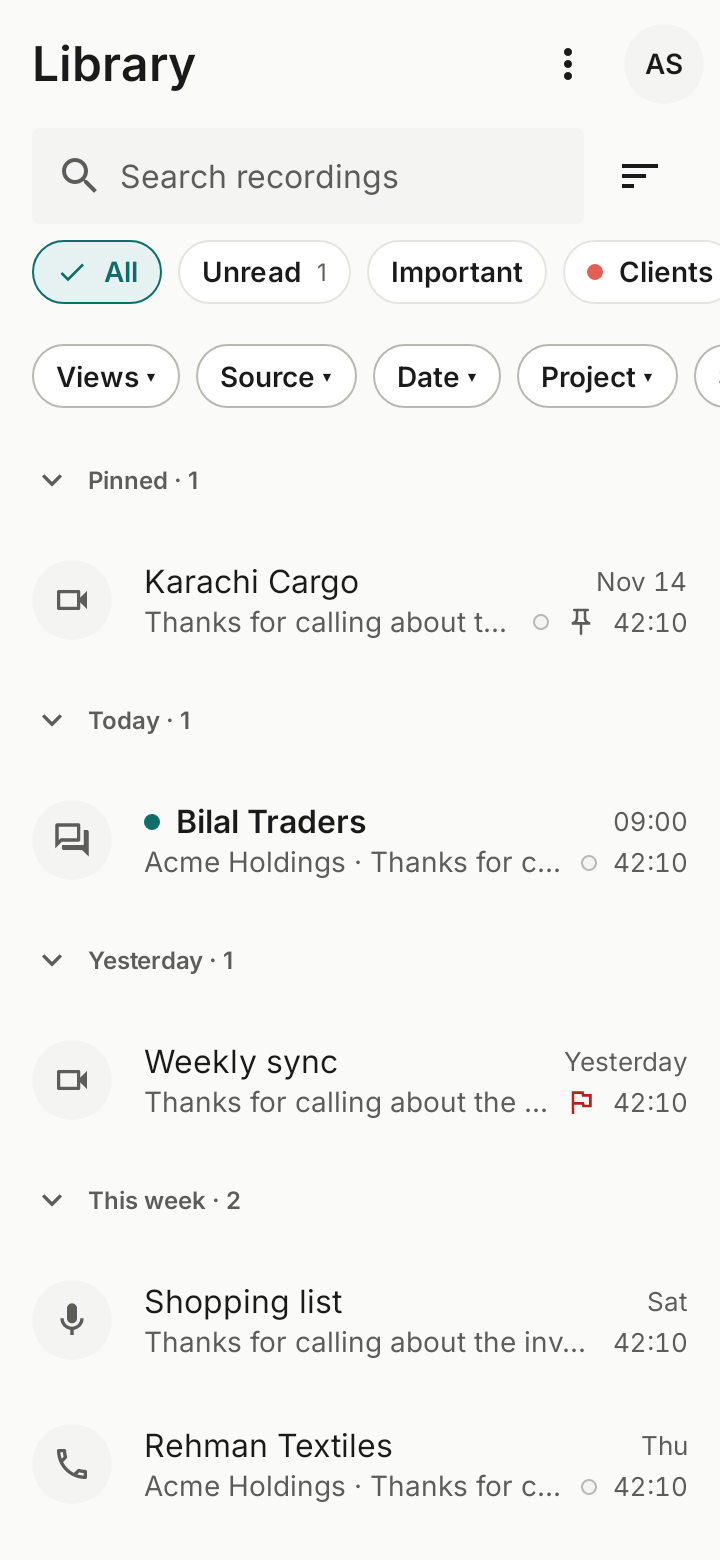 Library
AS
Search recordings
All
Unread 1
Important
Clients
Views ▾
Source ▾
Date ▾
Project ▾
Pinned · 1
Karachi Cargo
Nov 14
Thanks for calling about t...
42:10
Today · 1
Bilal Traders
09:00
Acme Holdings · Thanks for c...
42:10
Yesterday · 1
Weekly sync
Yesterday
Thanks for calling about the ...
42:10
This week · 2
Shopping list
Sat
Thanks for calling about the inv...
42:10
Rehman Textiles
Thu
Acme Holdings · Thanks for c...
42:10